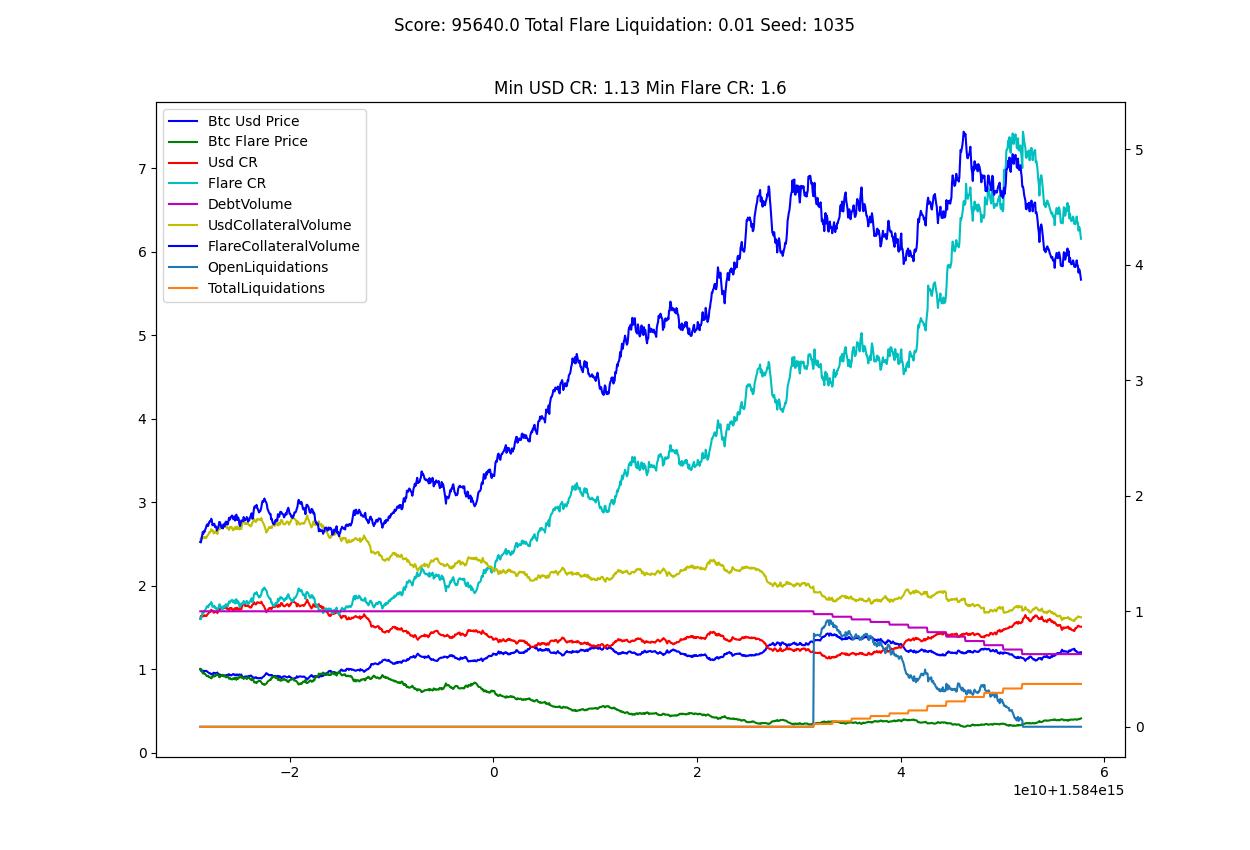 Score: 95640.0 Total Flare Liquidation: 0.01 Seed: 1035
Min USD CR: 1.13 Min Flare CR: 1.6
Btc Usd Price
Btc Flare Price
Usd CR
Flare CR
DebtVolume
UsdCollateralVolume
FlareCollateralVolume
OpenLiquidations
TotalLiquidations
7
6
5
4
3
2
1
0
5
4
3
2
1
0
−2
0
2
4
6
1e10+1.584e15